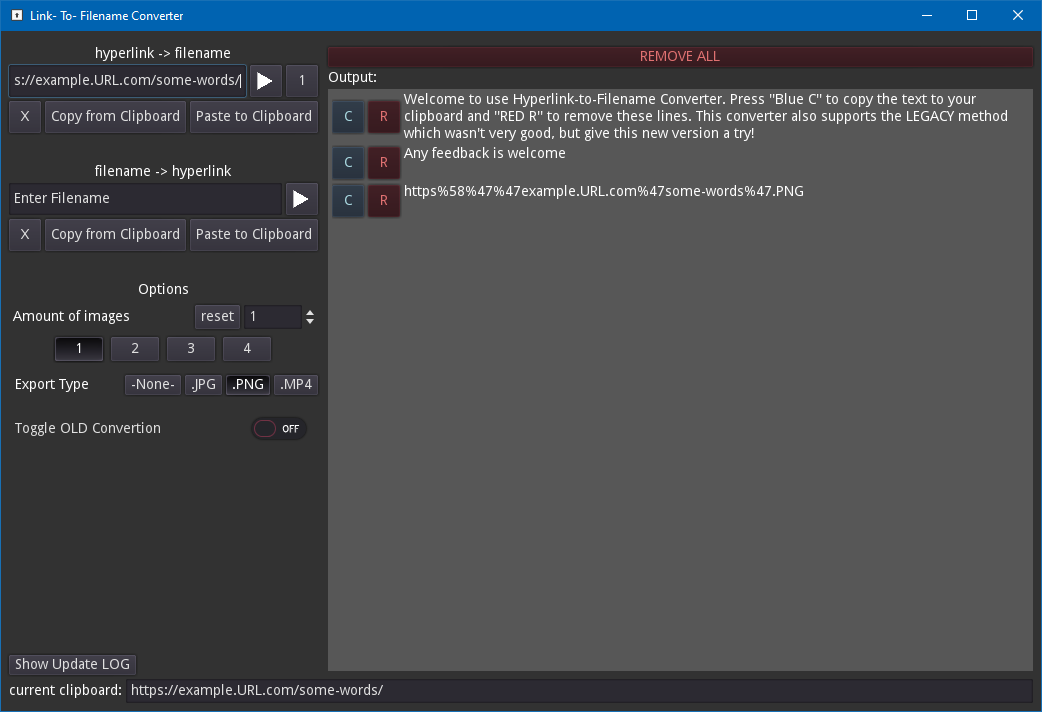 Link- To- Filename Converter
hyperlink -> filename
s://example.URL.com/some-words/
1
X
Copy from Clipboard
Paste to Clipboard
filename -> hyperlink
Enter Filename
X
Copy from Clipboard
Paste to Clipboard
Options
Amount of images
reset
1
1
2
3
4
Export Type
-None-
.JPG
.PNG
.MP4
Toggle OLD Convertion
OFF
Show Update LOG
REMOVE ALL
Output:
C
R
Welcome to use Hyperlink-to-Filename Converter. Press "Blue C" to copy the text to your
clipboard and "RED R" to remove these lines. This converter also supports the LEGACY method
which wasn't very good, but give this new version a try!
C
R
Any feedback is welcome
C
R
https%58%47%47example.URL.com%47some-words%47.PNG
current clipboard:
https://example.URL.com/some-words/